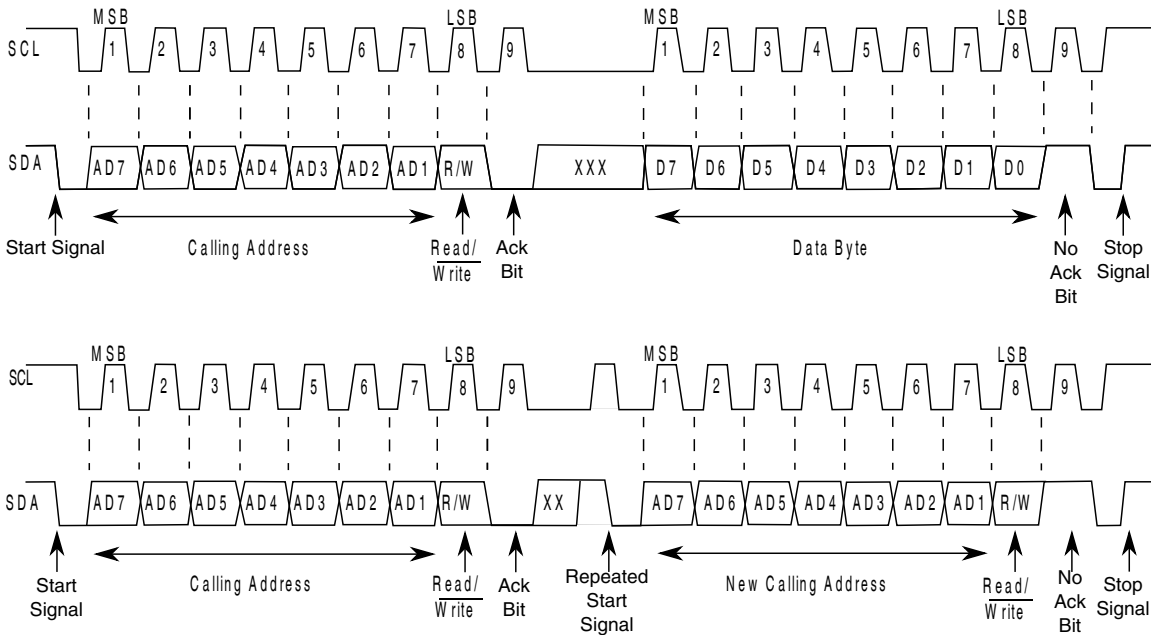 MSB LSB MSB LSB
SCL 1 2 3 4 5 6 7 8 9 1 2 3 4 5 6 7 8 9
SDA AD7 AD6 AD5 AD4 AD3 AD2 AD1 R/W XXX D7 D6 D5 D4 D3 D2 D1 D0
Start Signal Calling Address Read/ Ack Data Byte No Stop
Write Bit Ack Signal
Bit
MSB LSB MSB LSB
SCL 1 2 3 4 5 6 7 8 9 1 2 3 4 5 6 7 8 9
SDA AD7 AD6 AD5 AD4 AD3 AD2 AD1 R/W XX AD7 AD6 AD5 AD4 AD3 AD2 AD1 R/W
Start Calling Address Read/ Ack Repeated New Calling Address Read/ No Stop
Signal Write Bit Start Write Ack Signal
Signal Bit